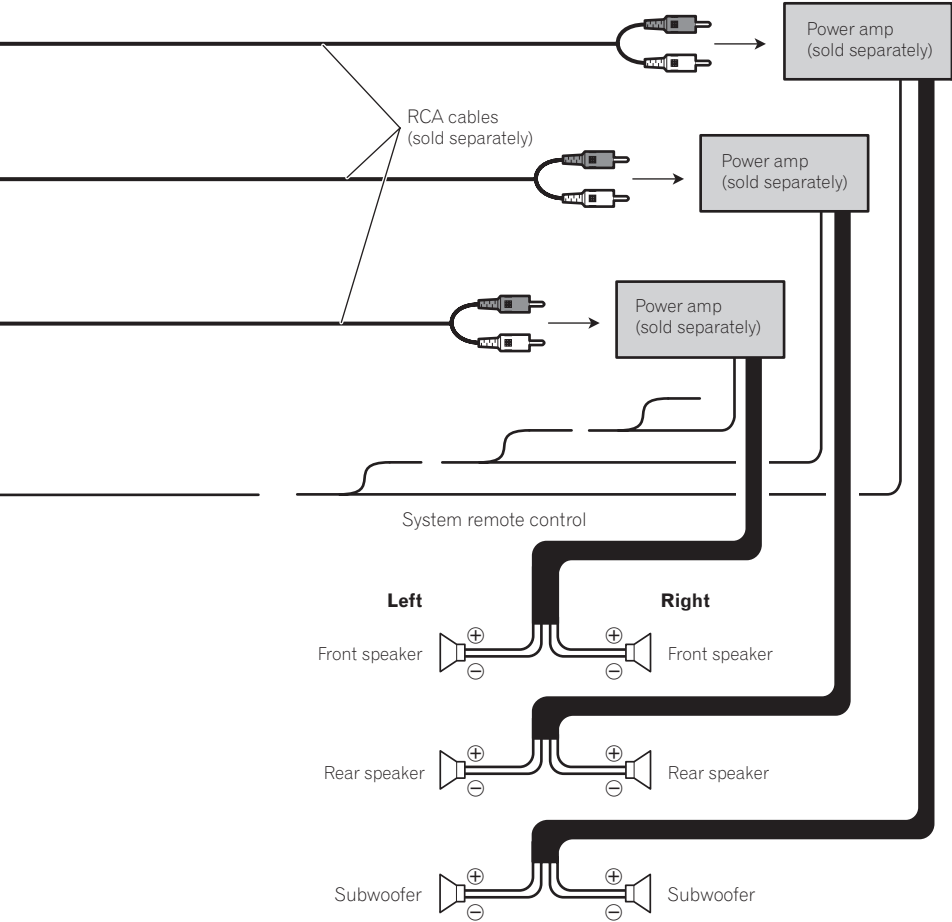 Power amp
(sold separately)
RCA cables
(sold separately)
Power amp
(sold separately)
Power amp
(sold separately)
System remote control
Left
Right
Front speaker
Front speaker
Rear speaker
Rear speaker
Subwoofer
Subwoofer